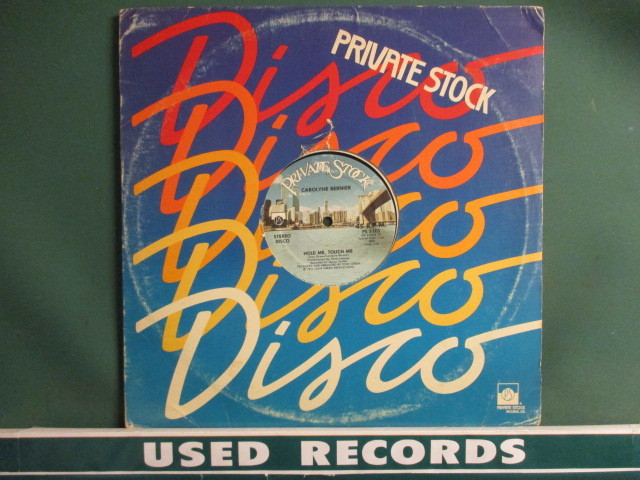 PRIVATE STOCK
Disco
Disco
Disco
Disco
Disco
PRIVATE STOCK
CAROLYNE BERNIER
STEREO
DISCO
HOLD ME, TOUCH ME
PRIVATE STOCK
USED RECORDS